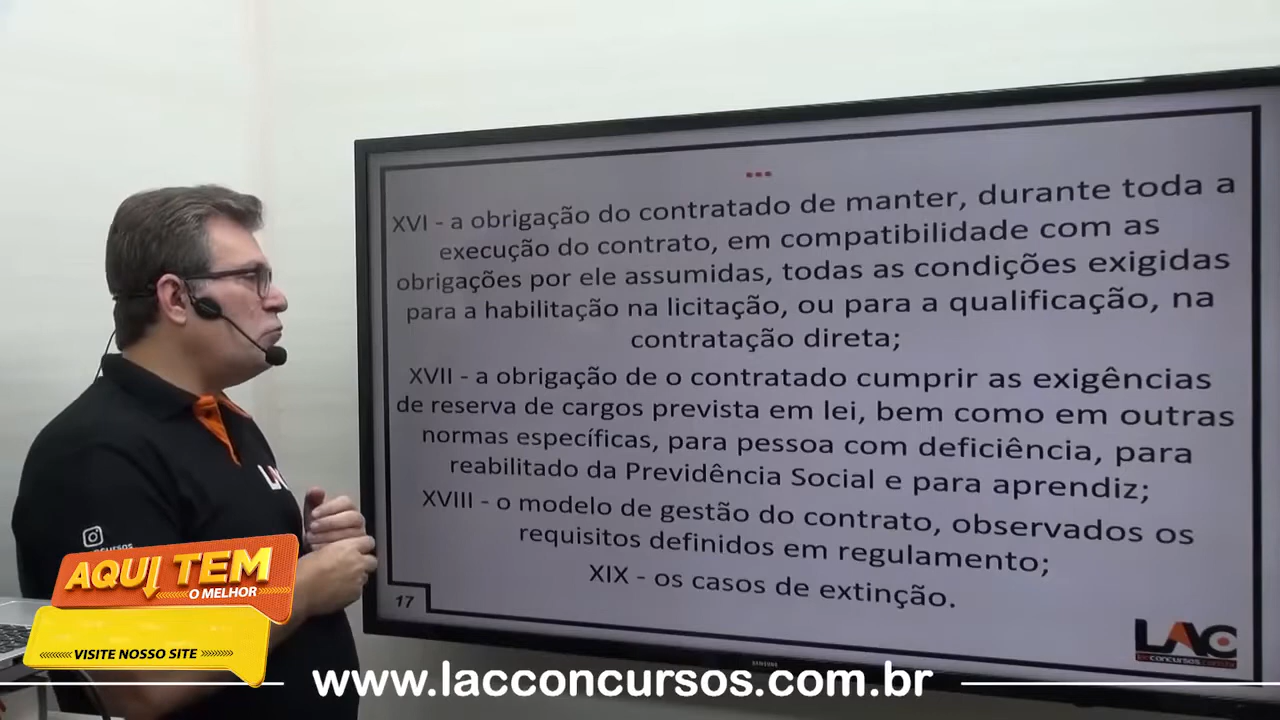 ...
XVI - a obrigação do contratado de manter, durante toda a
execução do contrato, em compatibilidade com as
obrigações por ele assumidas, todas as condições exigidas
para a habilitação na licitação, ou para a qualificação, na
contratação direta;
XVII - a obrigação de o contratado cumprir as exigências
de reserva de cargos prevista em lei, bem como em outras
normas específicas, para pessoa com deficiência, para
reabilitado da Previdência Social e para aprendiz;
XVIII - o modelo de gestão do contrato, observados os
requisitos definidos em regulamento;
XIX - os casos de extinção.
17
LAC
SAMSUNG
AQUI TEM
O MELHOR
VISITE NOSSO SITE
www.lacconcursos.com.br